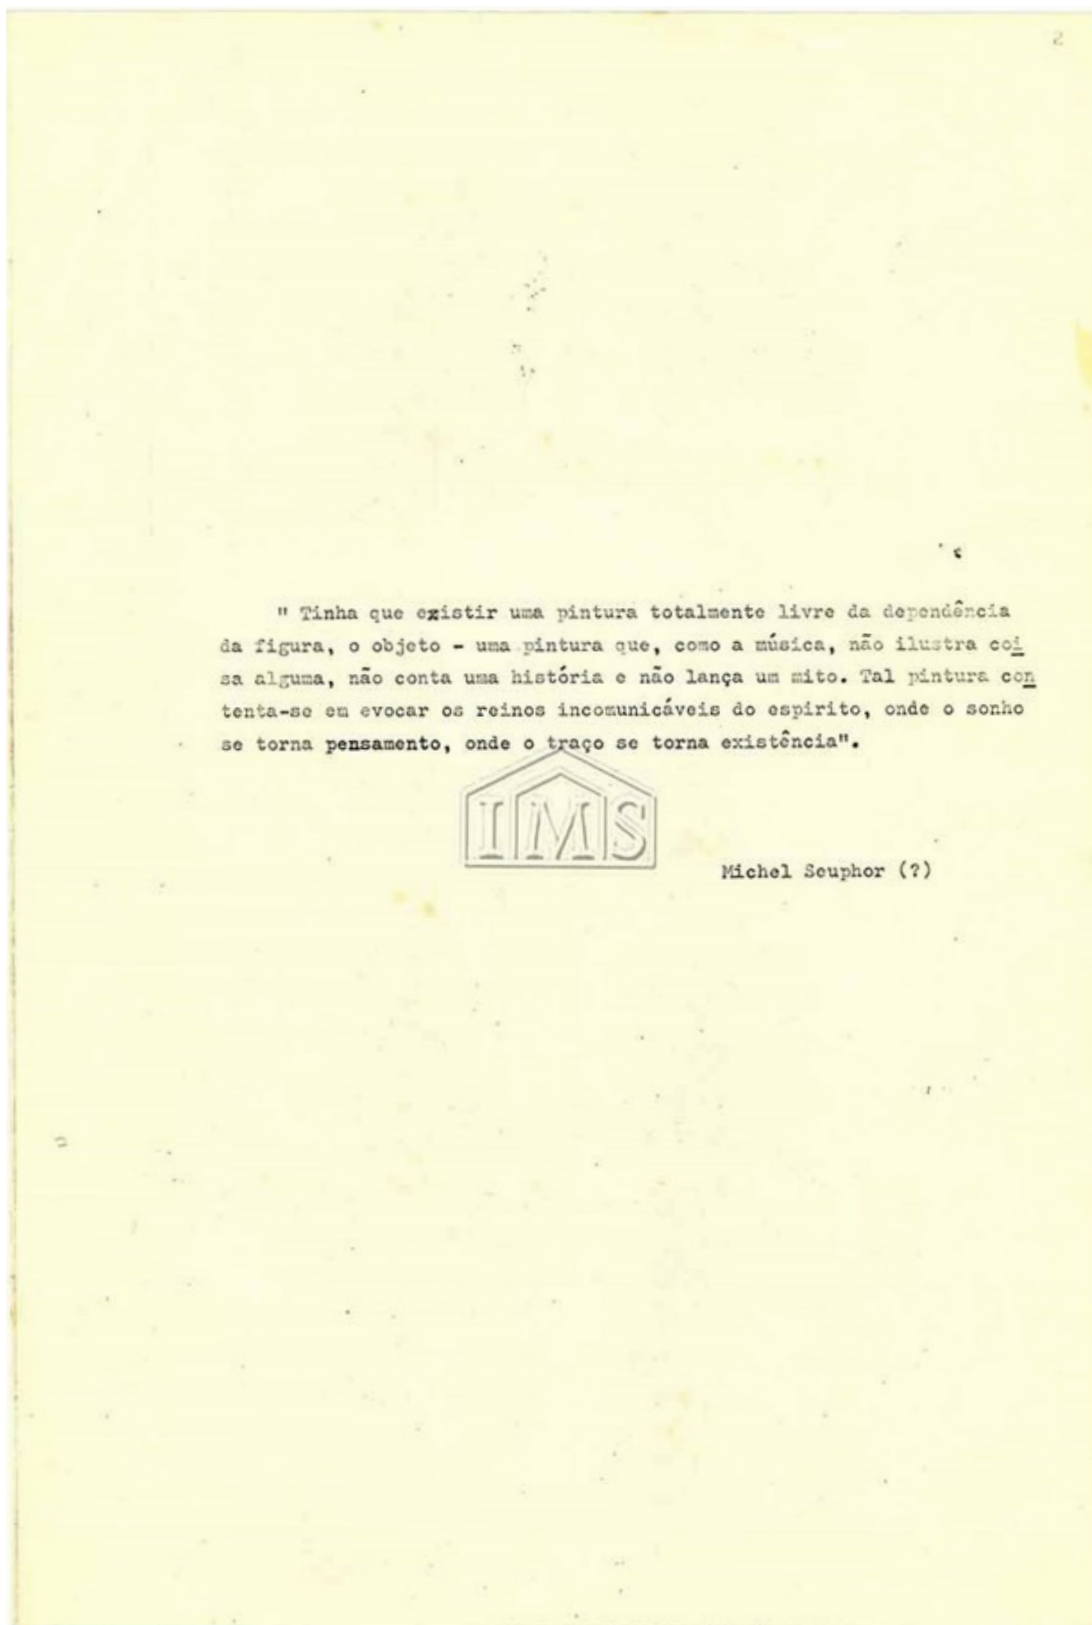 2
" Tinha que existir uma pintura totalmente livre da dependência
da figura, o objeto - uma pintura que, como a música, não ilustra coi
sa alguma, não conta uma história e não lança um mito. Tal pintura con
tenta-se em evocar os reinos incomunicáveis do espirito, onde o sonho
se torna pensamento, onde o traço se torna existência".
IMS
Michel Seuphor (?)